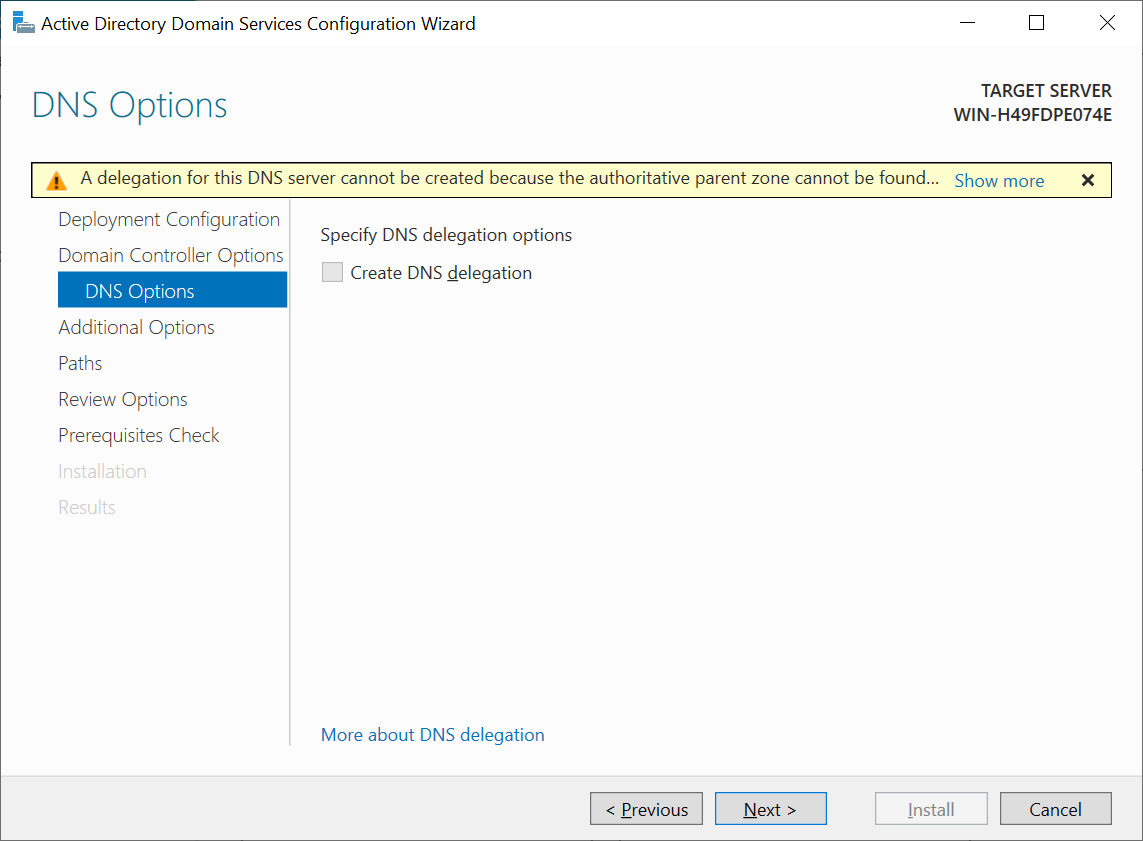 Active Directory Domain Services Configuration Wizard
DNS Options
TARGET SERVER
WIN-H49FDPE074E
A delegation for this DNS server cannot be created because the authoritative parent zone cannot be found... Show more
Deployment Configuration
Domain Controller Options
DNS Options
Additional Options
Paths
Review Options
Prerequisites Check
Installation
Results
Specify DNS delegation options
Create DNS delegation
More about DNS delegation
< Previous Next > Install Cancel